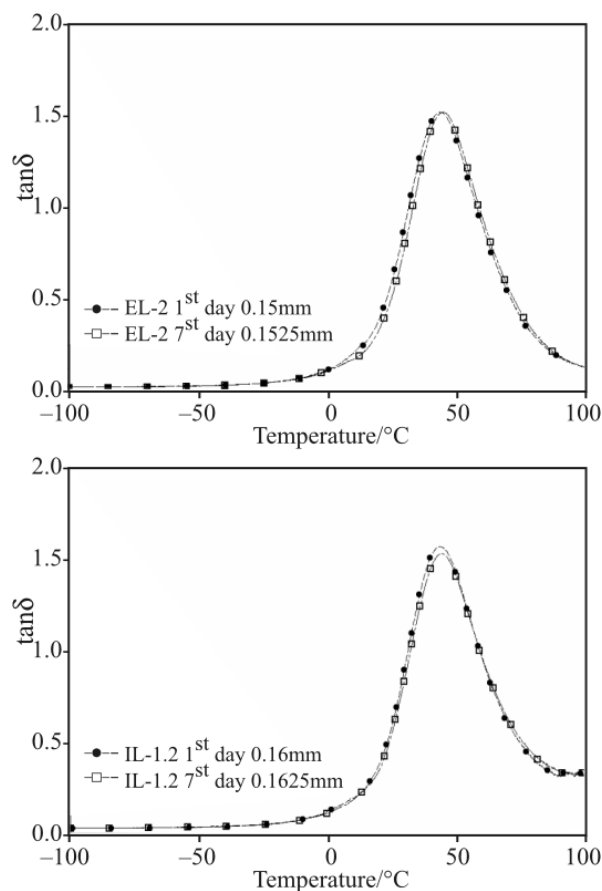 2.0
1.5
tanδ
1.0
0.5
EL-2 1st day 0.15mm
EL-2 7st day 0.1525mm
0.0
–100 –50 0 50 100
Temperature/°C
2.0
1.5
tanδ
1.0
0.5
IL-1.2 1st day 0.16mm
IL-1.2 7st day 0.1625mm
0.0
–100 –50 0 50 100
Temperature/°C